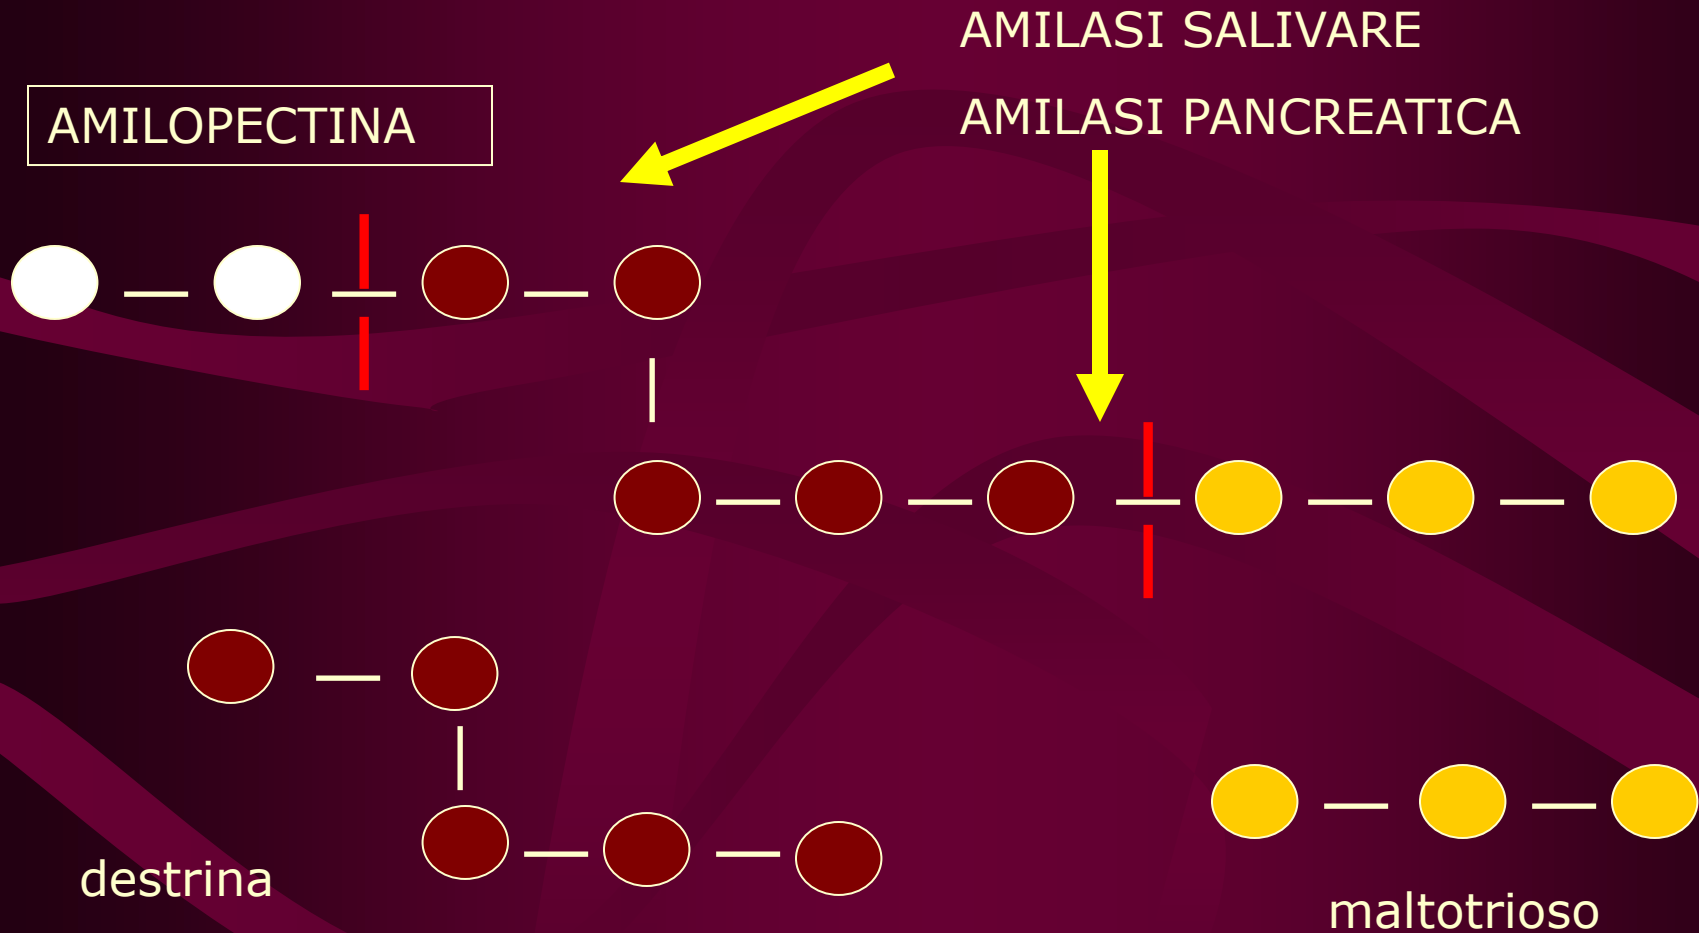 AMILASI SALIVARE
AMILOPECTINA
AMILASI PANCREATICA
destrina
maltotrioso